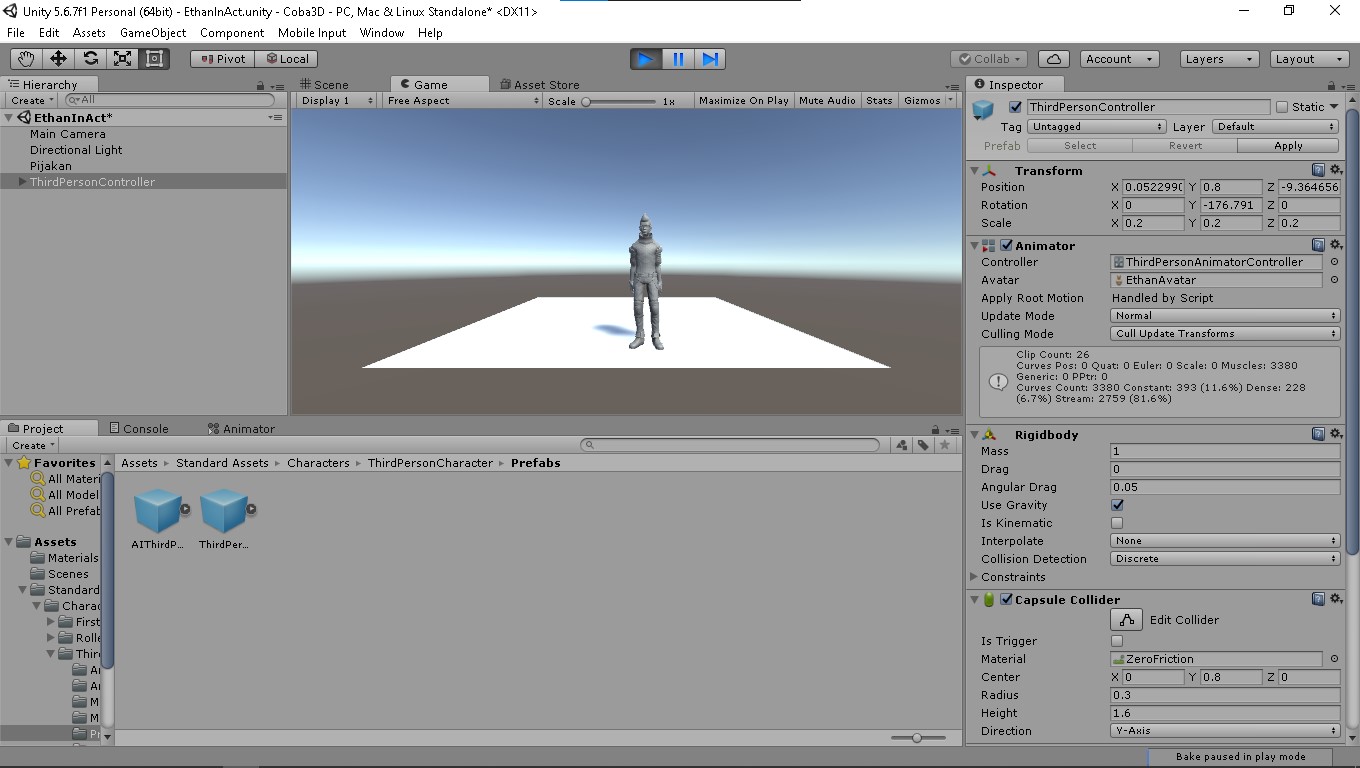 Unity 5.6.7f1 Personal (64bit) - EthanInAct.unity - Coba3D - PC, Mac & Linux Standalone* <DX11>
File Edit Assets GameObject Component Mobile Input Window Help
Pivot Local Collab Account Layers Layout
Hierarchy
Create All
EthanInAct*
Main Camera
Directional Light
Pijakan
ThirdPersonController
Scene Game Asset Store
Display 1 Free Aspect Scale 1x Maximize On Play Mute Audio Stats Gizmos
Project Console Animator
Create
Favorites
All Materi
All Model
All Prefab
Assets
Materials
Scenes
Standard
Charac
First
Rolle
Thir
Assets Standard Assets Characters ThirdPersonCharacter Prefabs
AIThirdP... ThirdPer...
Inspector
ThirdPersonController Static
Tag Untagged Layer Default
Prefab Select Revert Apply
Transform
Position X 0.0522990 Y 0.8 Z -9.364656
Rotation X 0 Y -176.791 Z 0
Scale X 0.2 Y 0.2 Z 0.2
Animator
Controller ThirdPersonAnimatorController
Avatar EthanAvatar
Apply Root Motion Handled by Script
Update Mode Normal
Culling Mode Cull Update Transforms
Clip Count: 26
Curves Pos: 0 Quat: 0 Euler: 0 Scale: 0 Muscles: 3380
Generic: 0 PPtr: 0
Curves Count: 3380 Constant: 393 (11.6%) Dense: 228
(6.7%) Stream: 2759 (81.6%)
Rigidbody
Mass 1
Drag 0
Angular Drag 0.05
Use Gravity
Is Kinematic
Interpolate None
Collision Detection Discrete
Constraints
Capsule Collider
Edit Collider
Is Trigger
Material ZeroFriction
Center X 0 Y 0.8 Z 0
Radius 0.3
Height 1.6
Direction Y-Axis
Bake paused in play mode